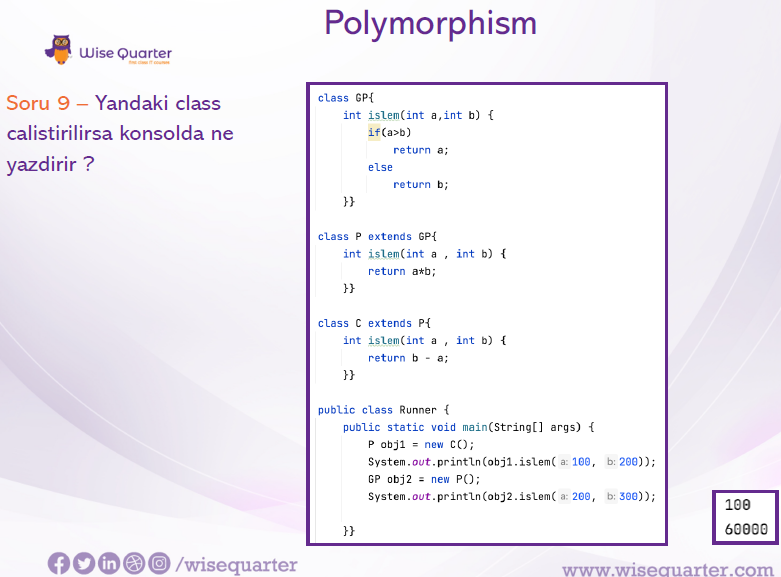 Polymorphism
Wise Quarter
first class IT courses
Soru 9 – Yandaki class
calistirilirsa konsolda ne
yazdirir ?
class GP{
int islem(int a,int b) {
if(a>b)
return a;
else
return b;
}}
class P extends GP{
int islem(int a , int b) {
return a*b;
}}
class C extends P{
int islem(int a , int b) {
return b - a;
}}
public class Runner {
public static void main(String[] args) {
P obj1 = new C();
System.out.println(obj1.islem( a: 100, b: 200));
GP obj2 = new P();
System.out.println(obj2.islem( a: 200, b: 300));
}}
100
60000
/wisequarter
www.wisequarter.com